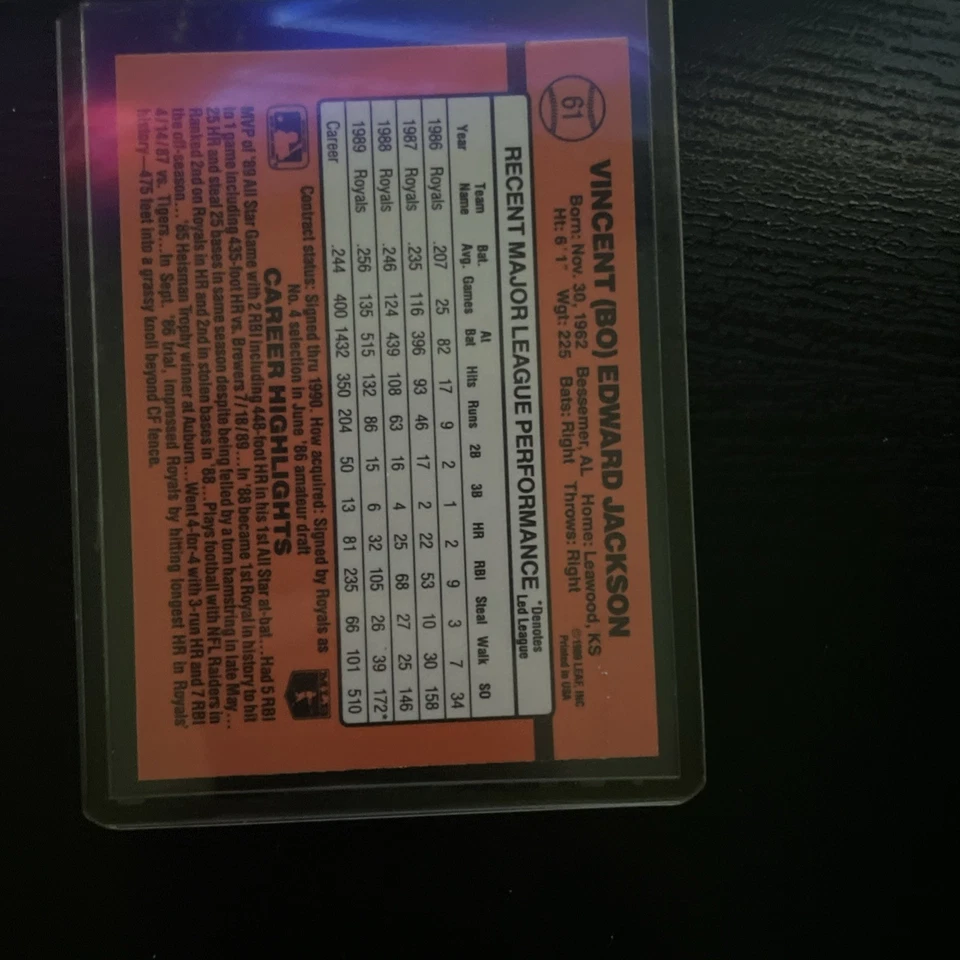 61
VINCENT (BO) EDWARD JACKSON
Born: Nov. 30, 1962 Bessemer, AL Home: Leawood, KS
Ht: 6'1" Wgt: 225 Bats: Right Throws: Right
©1989 LEAF, INC
Printed in USA
RECENT MAJOR LEAGUE PERFORMANCE
*Denotes
Led League
Year Team Name Bat. Avg. Games At Bat Hits Runs 2B 3B HR RBI Steal Walk SO
1986 Royals .207 25 82 17 9 2 1 2 9 3 7 34
1987 Royals .235 116 396 93 46 17 2 22 53 10 30 158
1988 Royals .246 124 439 108 63 16 4 25 68 27 25 146
1989 Royals .256 135 515 132 86 15 6 32 105 26 39 172*
Career .244 400 1432 350 204 50 13 81 235 66 101 510
Contract status: Signed thru 1990. How acquired: Signed by Royals as
No. 4 selection in June '86 amateur draft
CAREER HIGHLIGHTS
MVP of '89 All Star Game with 2 RBI including 448-foot HR in his 1st All Star at-bat...Had 5 RBI
in 1 game including 435-foot HR vs. Brewers 7/18/89...In '88 became 1st Royal in history to hit
25 HR and steal 25 bases in same season despite being felled by a torn hamstring in late May...
Ranked 2nd on Royals in HR and 2nd in stolen bases in '88...Plays football with NFL Raiders in
the off-season...'85 Heisman Trophy winner at Auburn...Went 4-for-4 with 3-run HR and 7 RBI
4/14/87 vs. Tigers...In Sept. '86 trial, impressed Royals by hitting longest HR in Royals'
history—475 feet into a grassy knoll beyond CF fence.